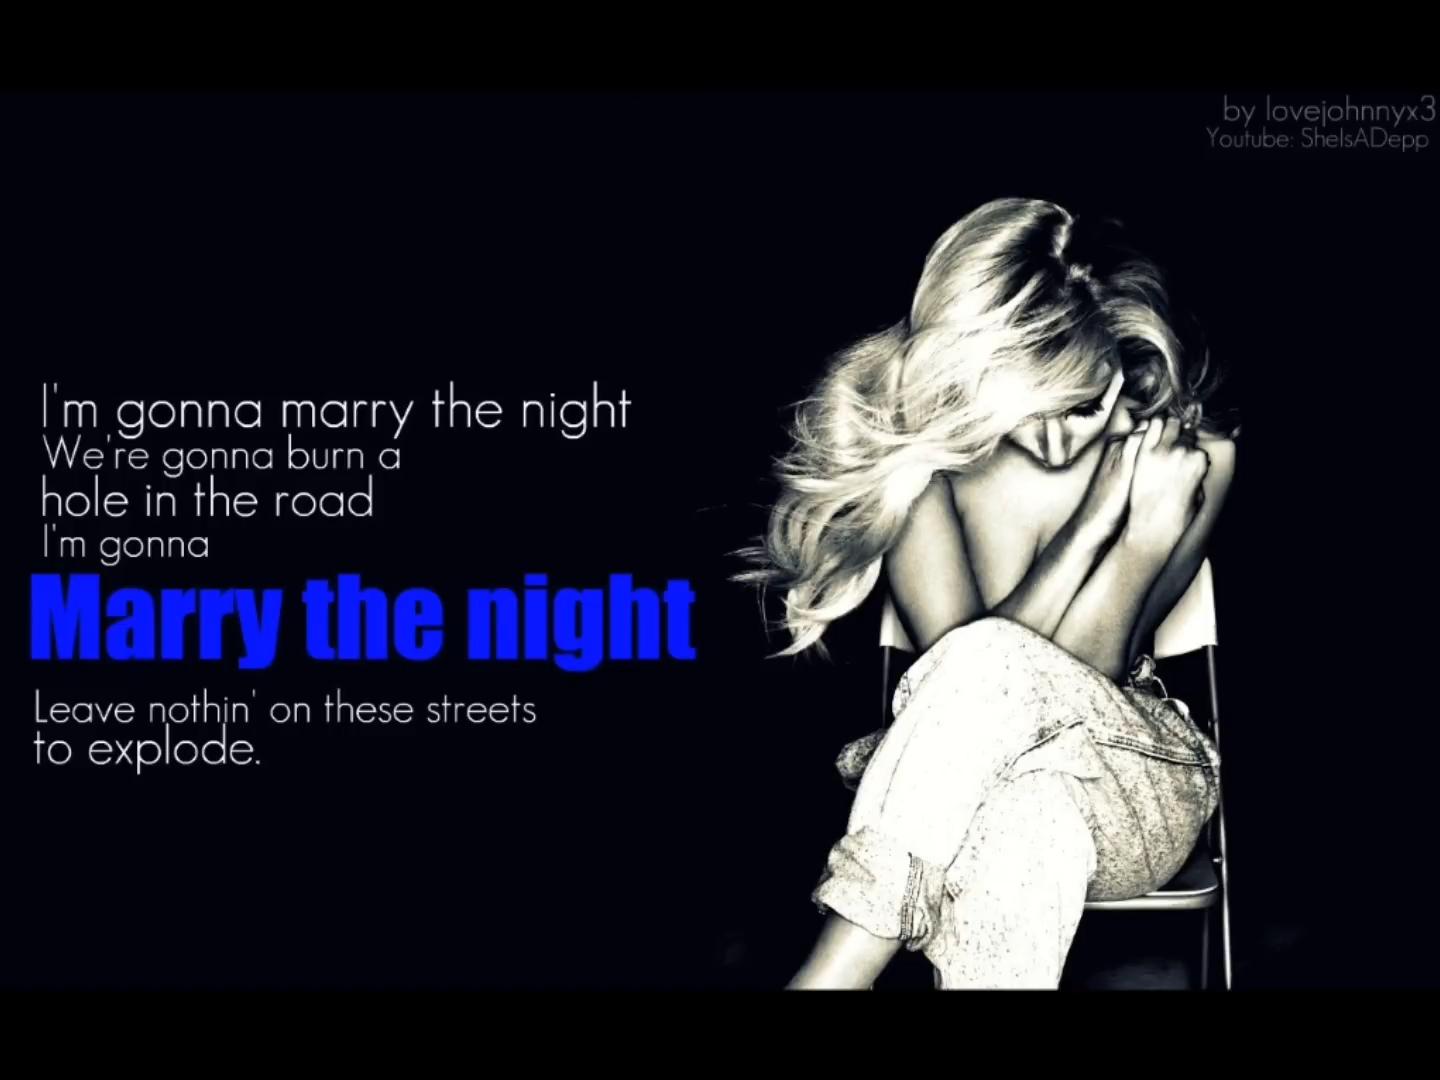 by lovejohnnyx3
Youtube: SheIsADepp
I'm gonna marry the night
We're gonna burn a
hole in the road
I'm gonna
Marry the night
Leave nothin' on these streets
to explode.